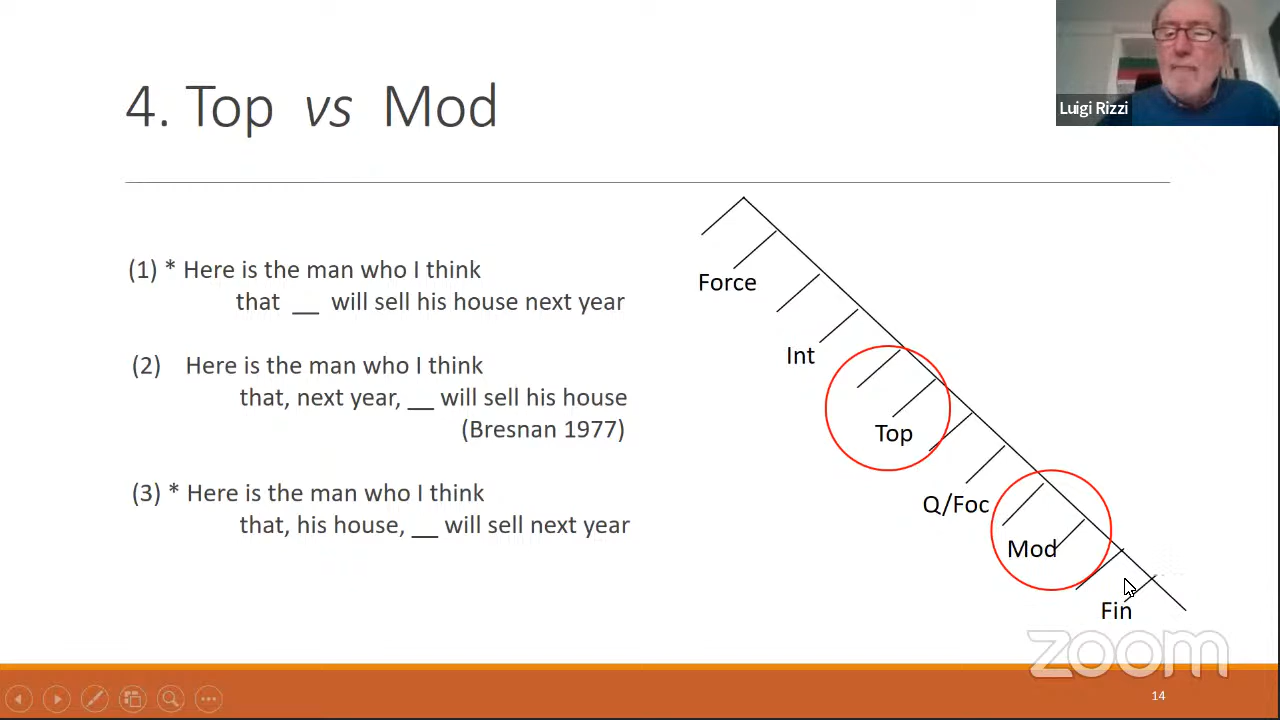 4. Top vs Mod
Luigi Rizzi
(1) * Here is the man who I think
that __ will sell his house next year
(2) Here is the man who I think
that, next year, __ will sell his house
(Bresnan 1977)
(3) * Here is the man who I think
that, his house, __ will sell next year
Force
Int
Top
Q/Foc
Mod
Fin
zoom
14